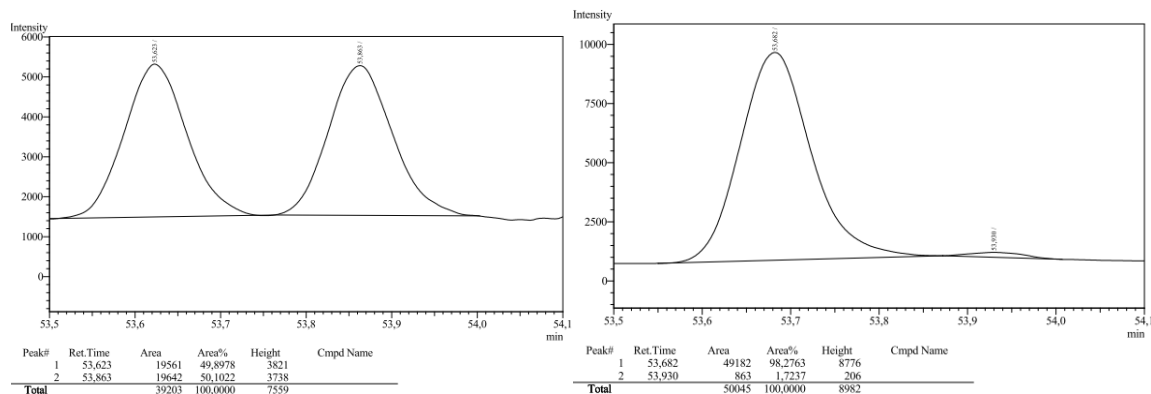 Intensity
6000
5000
4000
3000
2000
1000
0
53,623 /
53,863 /
53,5 53,6 53,7 53,8 53,9 54,0 54,1
min
Peak# Ret.Time Area Area% Height Cmpd Name
1 53,623 19561 49,8978 3821
2 53,863 19642 50,1022 3738
Total 39203 100,0000 7559
Intensity
10000
7500
5000
2500
0
53,682 /
53,930 /
53,5 53,6 53,7 53,8 53,9 54,0 54,1
min
Peak# Ret.Time Area Area% Height Cmpd Name
1 53,682 49182 98,2763 8776
2 53,930 863 1,7237 206
Total 50045 100,0000 8982